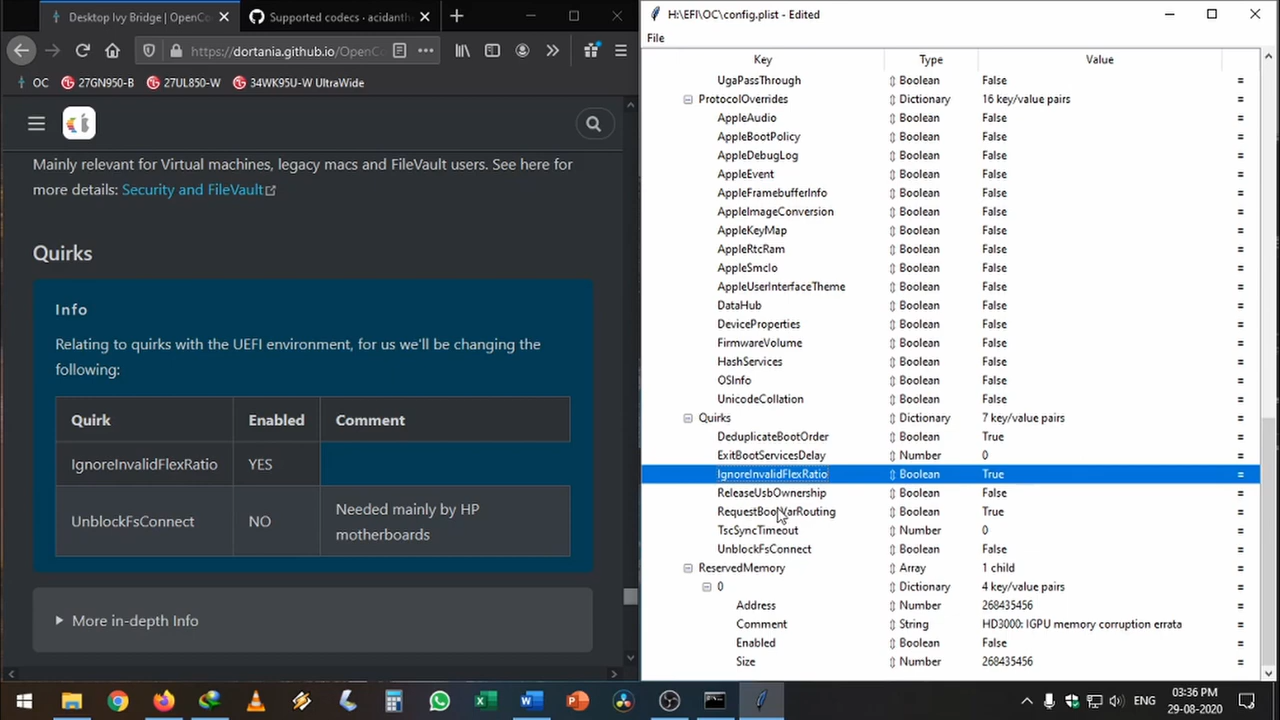 Desktop Ivy Bridge | OpenCo
Supported codecs - acidanth
https://dortania.github.io/OpenC
OC
27GN950-B
27UL850-W
34WK95U-W UltraWide
Mainly relevant for Virtual machines, legacy macs and FileVault users. See here for
more details: Security and FileVault
Quirks
Info
Relating to quirks with the UEFI environment, for us we'll be changing the
following:
Quirk Enabled Comment
IgnoreInvalidFlexRatio YES
UnblockFsConnect NO Needed mainly by HP
motherboards
More in-depth Info
H:\EFI\OC\config.plist - Edited
File
Key Type Value
UgaPassThrough Boolean False =
ProtocolOverrides Dictionary 16 key/value pairs =
AppleAudio Boolean False =
AppleBootPolicy Boolean False =
AppleDebugLog Boolean False =
AppleEvent Boolean False =
AppleFramebufferInfo Boolean False =
AppleImageConversion Boolean False =
AppleKeyMap Boolean False =
AppleRtcRam Boolean False =
AppleSmcIo Boolean False =
AppleUserInterfaceTheme Boolean False =
DataHub Boolean False =
DeviceProperties Boolean False =
FirmwareVolume Boolean False =
HashServices Boolean False =
OSInfo Boolean False =
UnicodeCollation Boolean False =
Quirks Dictionary 7 key/value pairs =
DeduplicateBootOrder Boolean True =
ExitBootServicesDelay Number 0 =
IgnoreInvalidFlexRatio Boolean True =
ReleaseUsbOwnership Boolean False =
RequestBootVarRouting Boolean True =
TscSyncTimeout Number 0 =
UnblockFsConnect Boolean False =
ReservedMemory Array 1 child =
0 Dictionary 4 key/value pairs =
Address Number 268435456 =
Comment String HD3000: IGPU memory corruption errata =
Enabled Boolean False =
Size Number 268435456 =
ENG
03:36 PM
29-08-2020